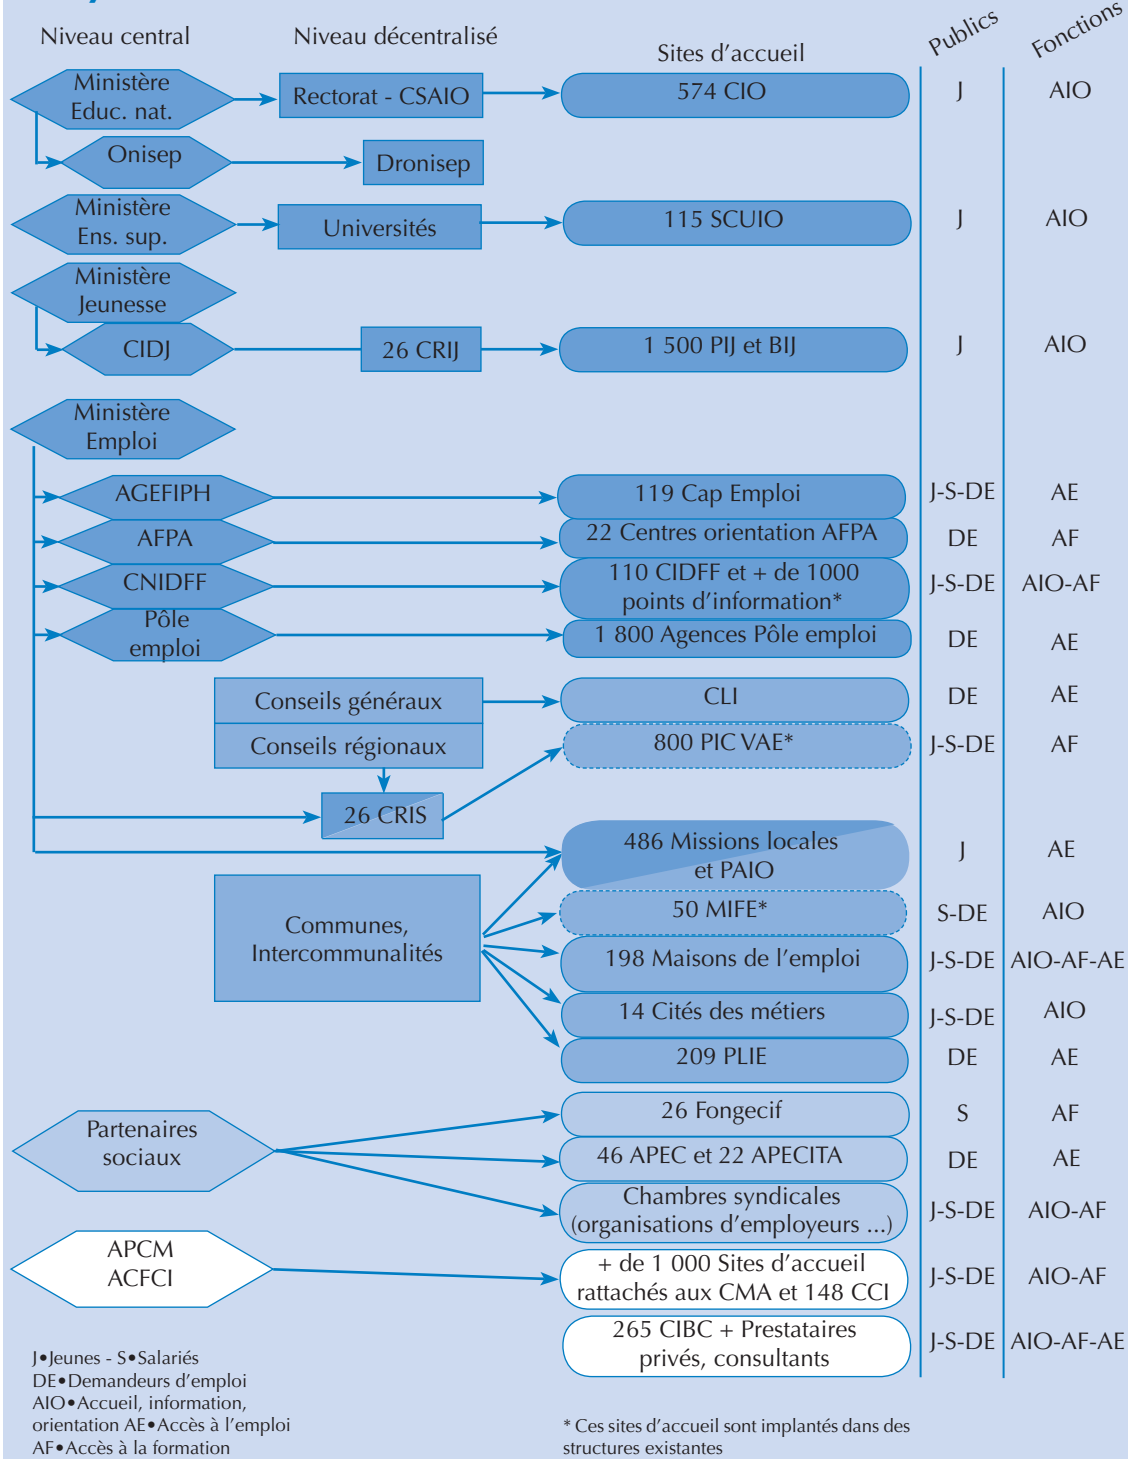 Niveau central
Niveau décentralisé
Sites d'accueil
Publics
Fonctions
Ministère
Educ. nat.
Rectorat - CSAIO
574 CIO
J
AIO
Onisep
Dronisep
Ministère
Ens. sup.
Universités
115 SCUIO
J
AIO
Ministère
Jeunesse
CIDJ
26 CRIJ
1 500 PIJ et BIJ
J
AIO
Ministère
Emploi
AGEFIPH
119 Cap Emploi
J-S-DE
AE
AFPA
22 Centres orientation AFPA
DE
AF
CNIDFF
110 CIDFF et + de 1000
points d'information*
J-S-DE
AIO-AF
Pôle
emploi
1 800 Agences Pôle emploi
DE
AE
Conseils généraux
CLI
DE
AE
Conseils régionaux
800 PIC VAE*
J-S-DE
AF
26 CRIS
486 Missions locales
et PAIO
J
AE
Communes,
Intercommunalités
50 MIFE*
S-DE
AIO
198 Maisons de l'emploi
J-S-DE
AIO-AF-AE
14 Cités des métiers
J-S-DE
AIO
209 PLIE
DE
AE
Partenaires
sociaux
26 Fongecif
S
AF
46 APEC et 22 APECITA
DE
AE
Chambres syndicales
(organisations d'employeurs ...)
J-S-DE
AIO-AF
APCM
ACFCI
+ de 1 000 Sites d'accueil
rattachés aux CMA et 148 CCI
J-S-DE
AIO-AF
265 CIBC + Prestataires
privés, consultants
J-S-DE
AIO-AF-AE
J•Jeunes - S•Salariés
DE•Demandeurs d'emploi
AIO•Accueil, information,
orientation AE•Accès à l'emploi
AF•Accès à la formation
* Ces sites d'accueil sont implantés dans des
structures existantes